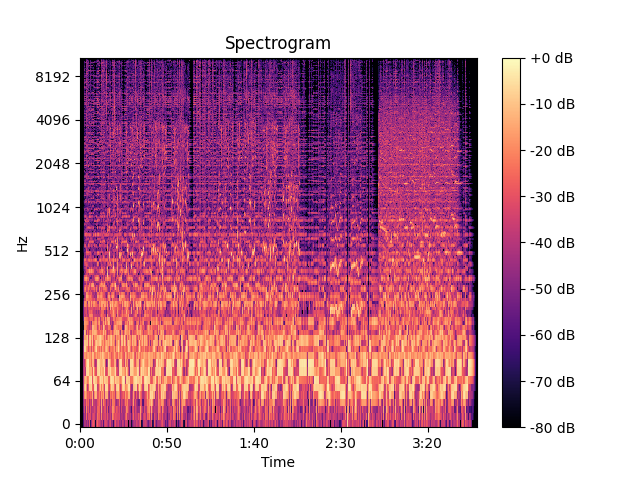 Spectrogram
8192
4096
2048
1024
512
256
128
64
0
Hz
0:00
0:50
1:40
2:30
3:20
Time
+0 dB
-10 dB
-20 dB
-30 dB
-40 dB
-50 dB
-60 dB
-70 dB
-80 dB